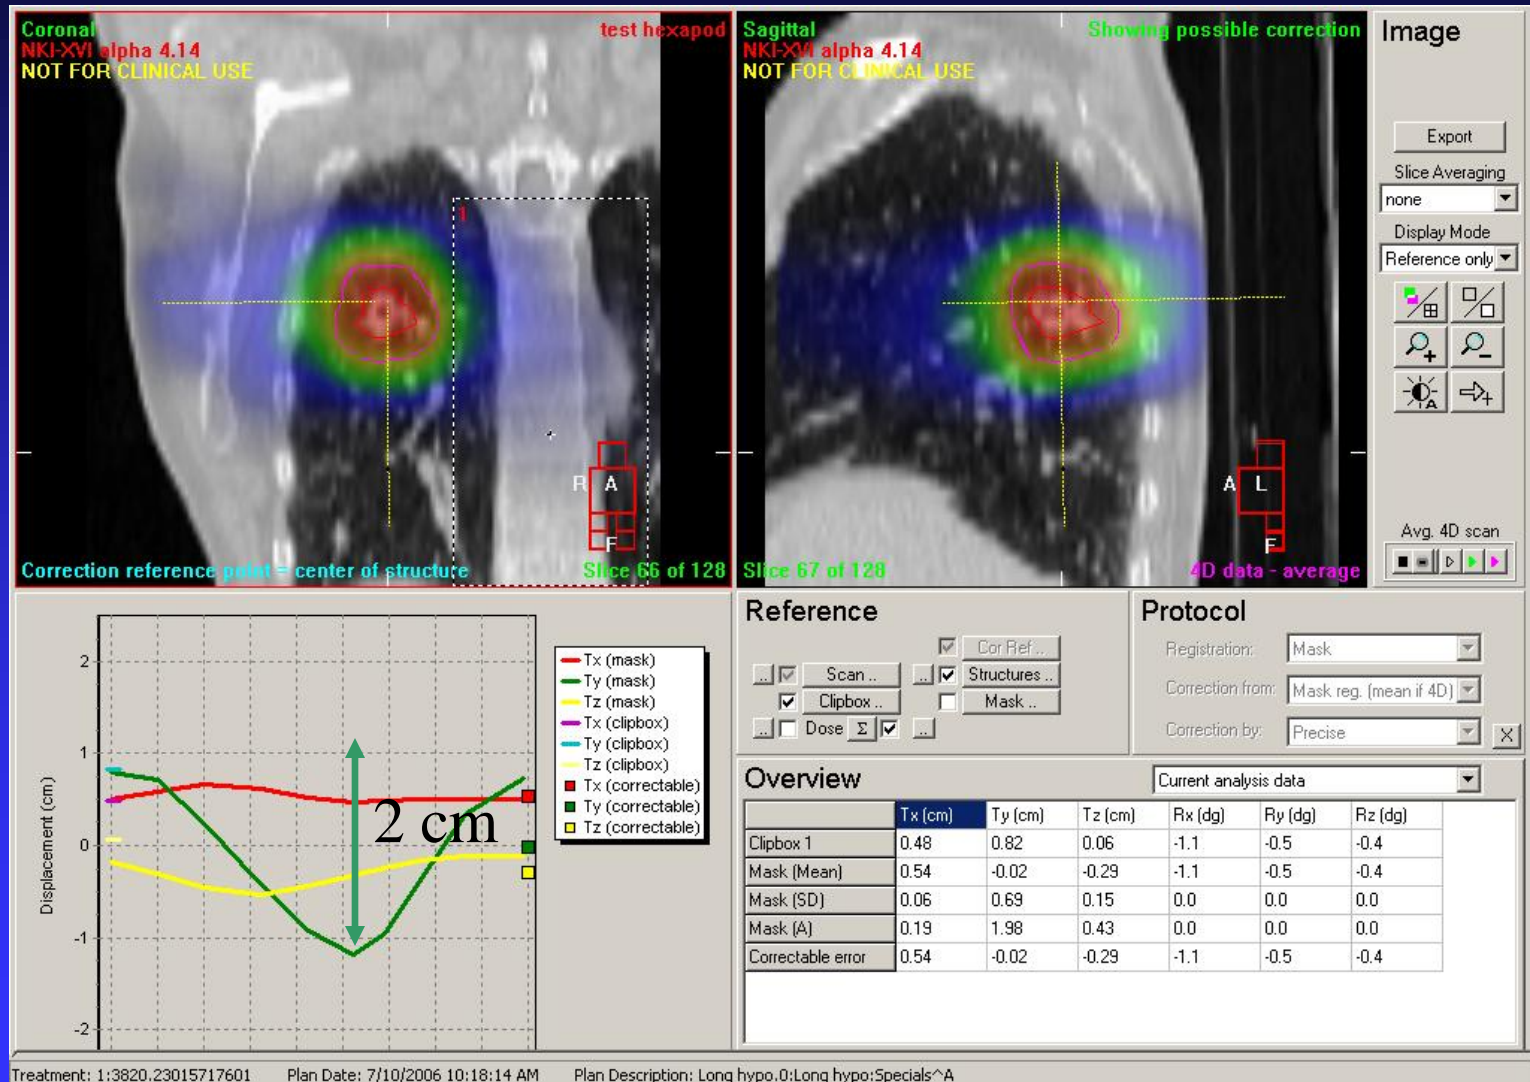 Coronal
test hexapod
NKI-XVI alpha 4.14
NOT FOR CLINICAL USE
1
R A
F
Correction reference point = center of structure
Slice 66 of 128
Sagittal
Showing possible correction
NKI-XVI alpha 4.14
NOT FOR CLINICAL USE
A L
F
Slice 67 of 128
4D data - average
Image
Export
Slice Averaging
none
Display Mode
Reference only
A
Avg. 4D scan
Displacement (cm)
2
1
0
-1
-2
2 cm
Tx (mask)
Ty (mask)
Tz (mask)
Tx (clipbox)
Ty (clipbox)
Tz (clipbox)
Tx (correctable)
Ty (correctable)
Tz (correctable)
Reference
Cor Ref ..
.. Scan .. .. Structures ..
Clipbox .. Mask ..
.. Dose Σ ..
Protocol
Registration: Mask
Correction from: Mask reg. (mean if 4D)
Correction by: Precise
X
Overview
Current analysis data
Tx (cm) Ty (cm) Tz (cm) Rx (dg) Ry (dg) Rz (dg)
Clipbox 1 0.48 0.82 0.06 -1.1 -0.5 -0.4
Mask (Mean) 0.54 -0.02 -0.29 -1.1 -0.5 -0.4
Mask (SD) 0.06 0.69 0.15 0.0 0.0 0.0
Mask (A) 0.19 1.98 0.43 0.0 0.0 0.0
Correctable error 0.54 -0.02 -0.29 -1.1 -0.5 -0.4
Treatment: 1:3820.23015717601 Plan Date: 7/10/2006 10:18:14 AM Plan Description: Long hypo.0:Long hypo:Specials^A